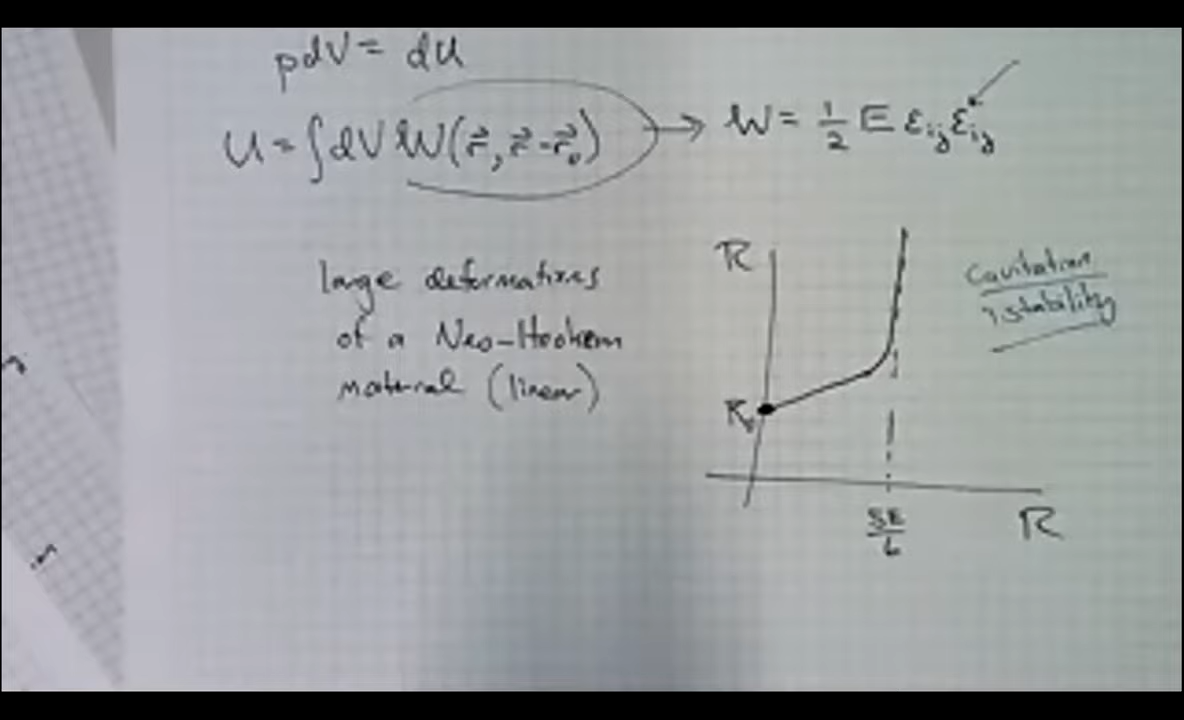 pdV = dU
U = ∫dV W(r⃗, r⃗-r⃗₀) → W = ½ E εᵢⱼ εᵢⱼ
large deformations
of a Neo-Hookean
material (linear)
R
Cavitation
R₀
5E/6
R